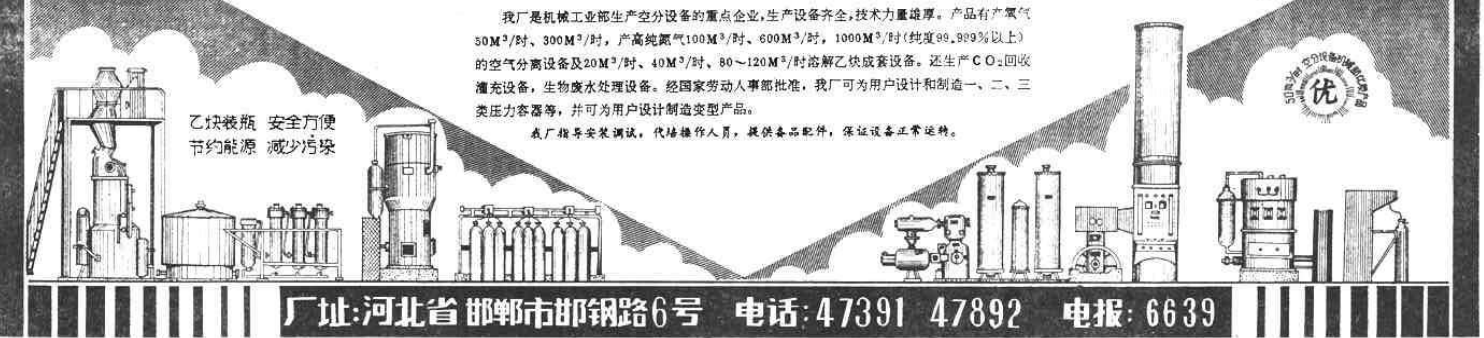 我厂是机械工业部生产空分设备的重点企业,生产设备齐全,技术力量雄厚。产品有产氧气
50M³/时、300M³/时，产高纯氮气100M³/时、600M³/时，1000M³/时(纯度99.999％以上)
的空气分离设备及20M³/时、40M³/时、80～120M³/时溶解乙炔成套设备。还生产CO₂回收
灌充设备，生物废水处理设备。经国家劳动人事部批准，我厂可为用户设计和制造一、二、三
类压力容器等，并可为用户设计制造变型产品。
我厂指导安装调试，代培操作人员，提供备品配件，保证设备正常运转。
乙炔装瓶 安全方便
节约能源 减少污染
优
厂址:河北省邯郸市邯钢路6号 电话:47391 47892 电报:6639